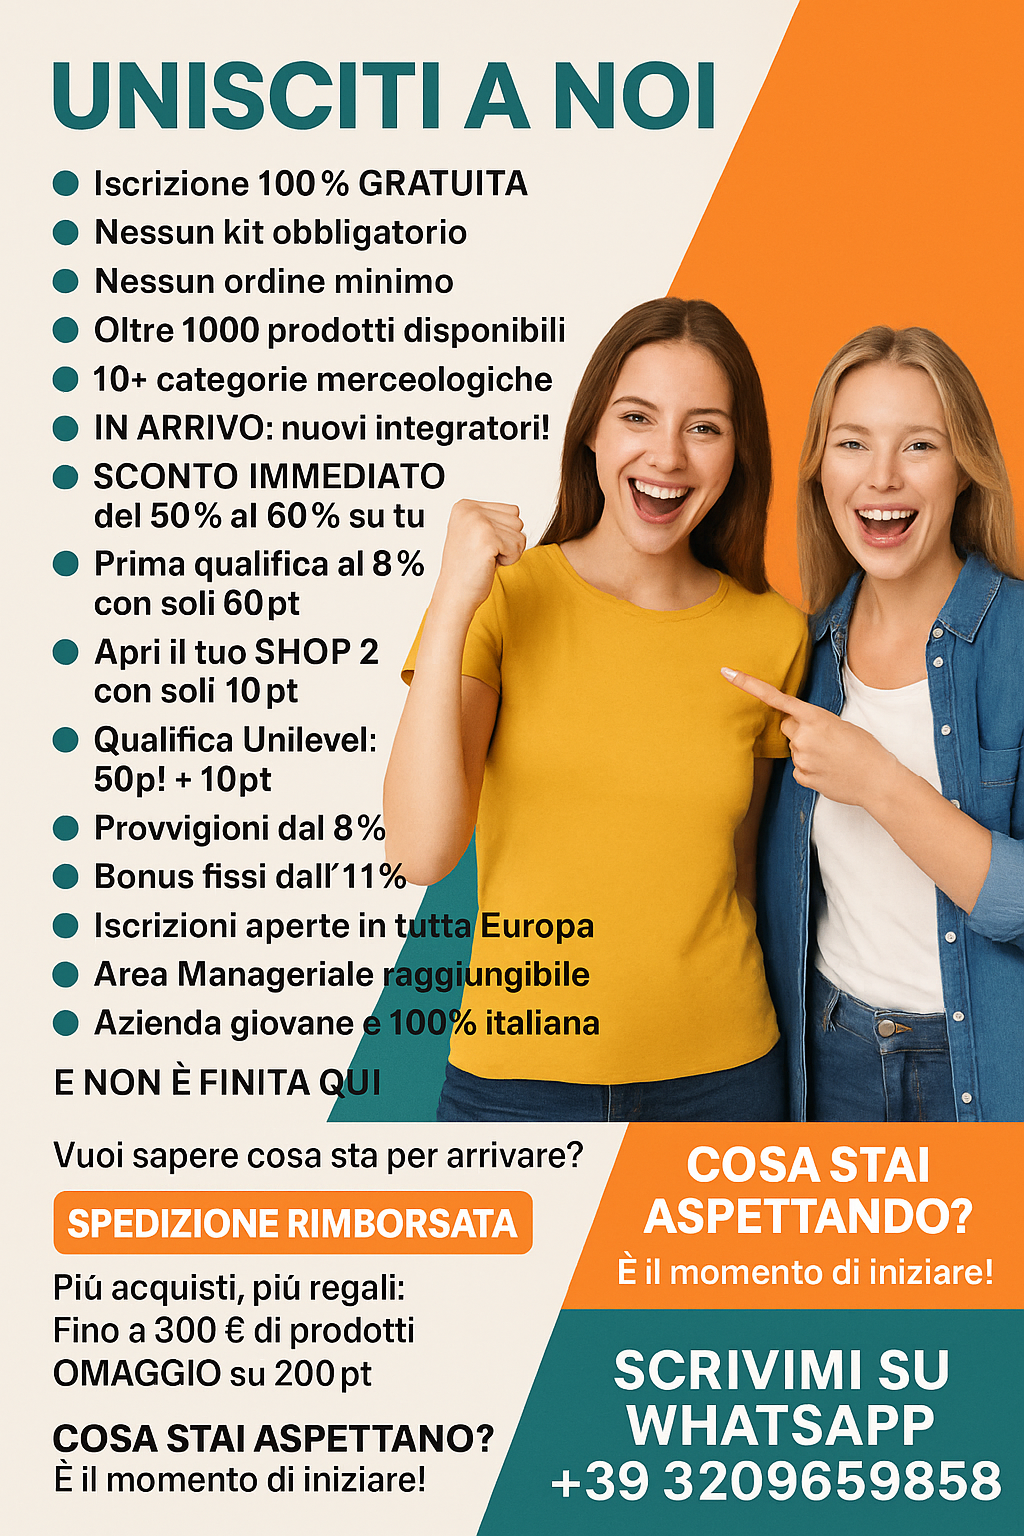 UNISCITI A NOI
Iscrizione 100% GRATUITA
Nessun kit obbligatorio
Nessun ordine minimo
Oltre 1000 prodotti disponibili
10+ categorie merceologiche
IN ARRIVO: nuovi integratori!
SCONTO IMMEDIATO
del 50% al 60% su tu
Prima qualifica al 8%
con soli 60pt
Apri il tuo SHOP 2
con soli 10pt
Qualifica Unilevel:
50p! + 10pt
Provvigioni dal 8%
Bonus fissi dall´11%
Iscrizioni aperte in tutta Europa
Area Manageriale raggiungibile
Azienda giovane e 100% italiana
E NON È FINITA QUI
Vuoi sapere cosa sta per arrivare?
SPEDIZIONE RIMBORSATA
Piú acquisti, piú regali:
Fino a 300 € di prodotti
OMAGGIO su 200pt
COSA STAI ASPETTANO?
È il momento di iniziare!
COSA STAI
ASPETTANDO?
È il momento di iniziare!
SCRIVIMI SU
WHATSAPP
+39 3209659858